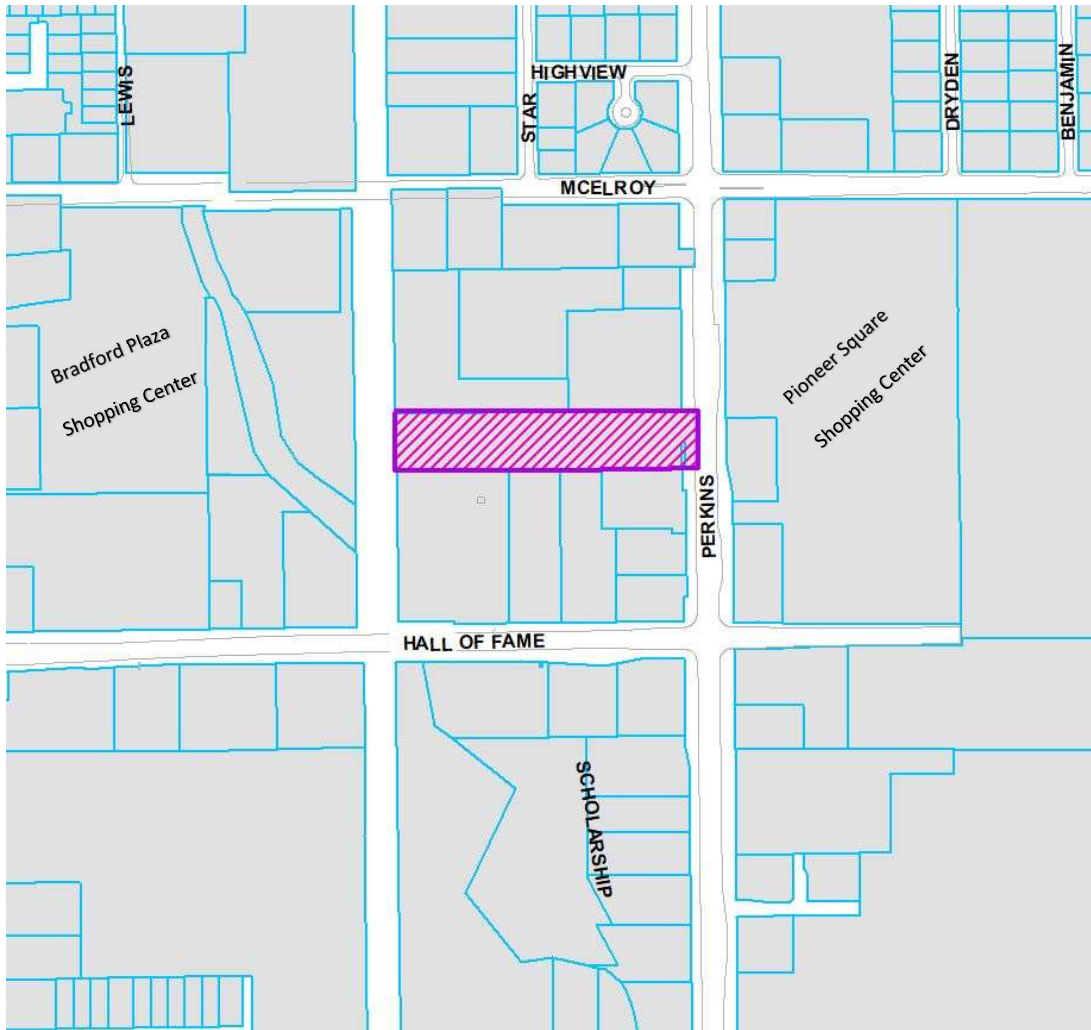 LEWIS
HIGHVIEW
STAR
DRYDEN
BENJAMIN
MCELROY
Bradford Plaza
Shopping Center
Pioneer Square
Shopping Center
PERKINS
HALL OF FAME
SCHOLARSHIP